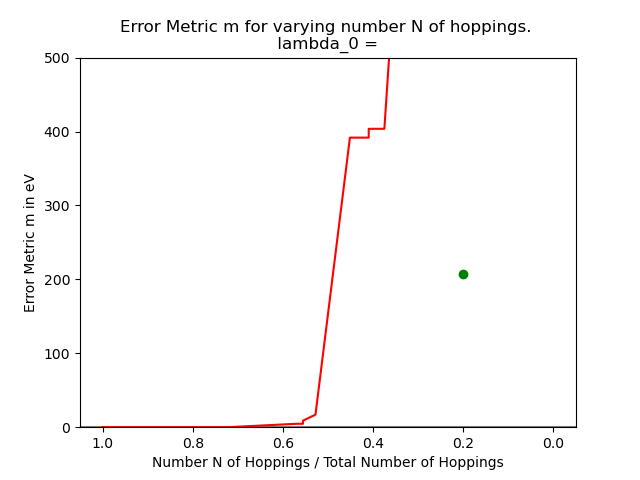 Error Metric m for varying number N of hoppings.
lambda_0 =
500
400
300
200
100
0
Error Metric m in eV
1.0 0.8 0.6 0.4 0.2 0.0
Number N of Hoppings / Total Number of Hoppings